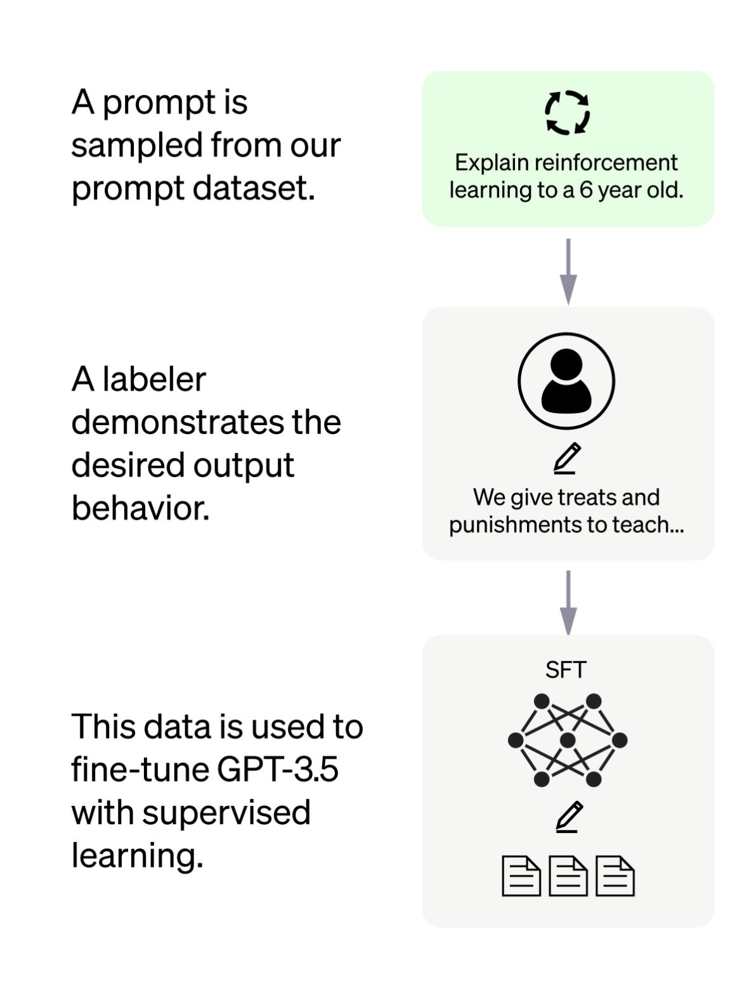 A prompt is
sampled from our
prompt dataset.
Explain reinforcement
learning to a 6 year old.
A labeler
demonstrates the
desired output
behavior.
We give treats and
punishments to teach...
This data is used to
fine-tune GPT-3.5
with supervised
learning.
SFT